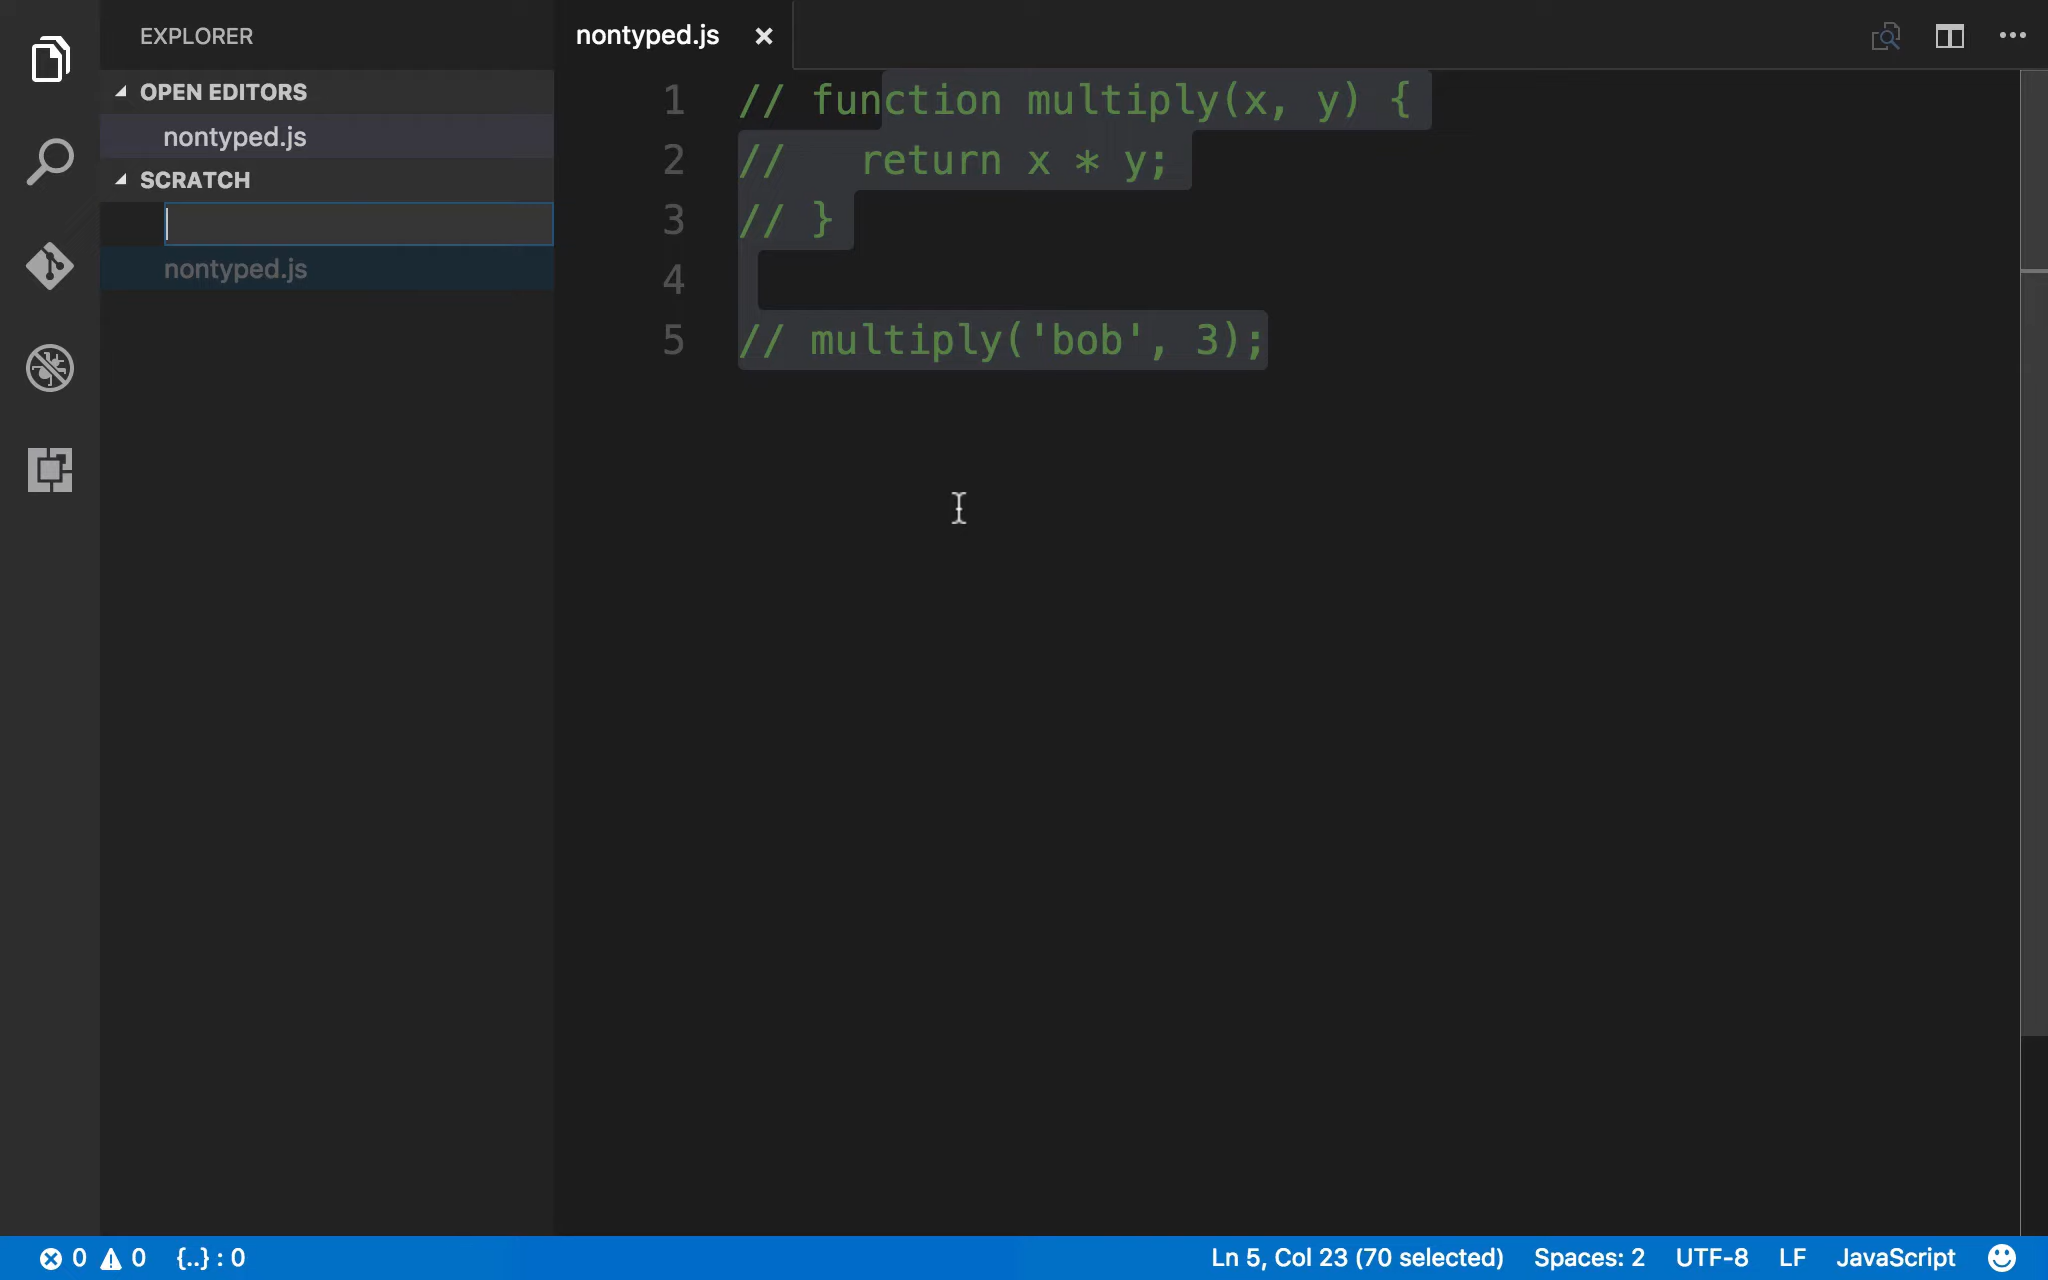 EXPLORER
OPEN EDITORS
nontyped.js
SCRATCH
nontyped.js
nontyped.js
1 // function multiply(x, y) {
2 //   return x * y;
3 // }
4
5 // multiply('bob', 3);
0 0 {..} : 0 Ln 5, Col 23 (70 selected) Spaces: 2 UTF-8 LF JavaScript